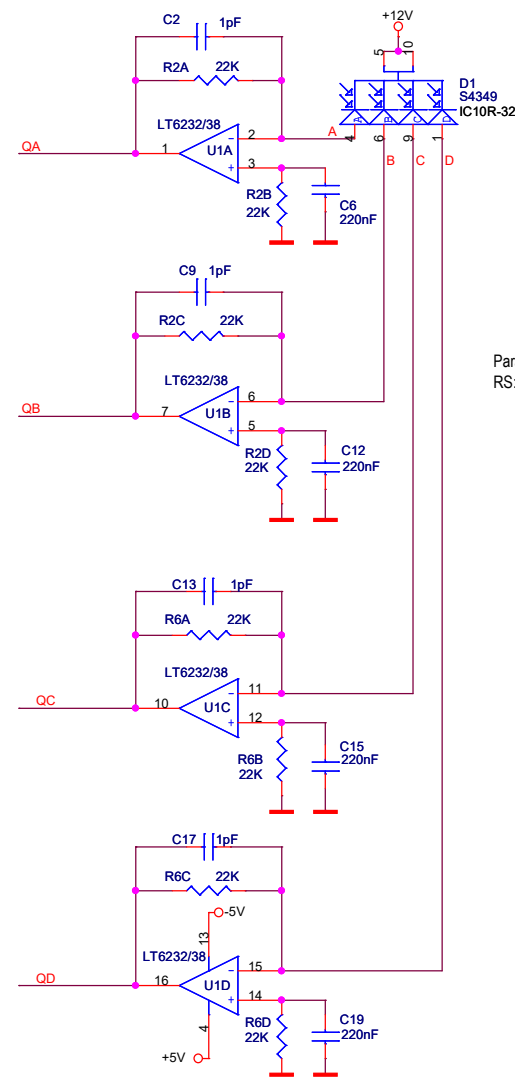 C2 1pF
+12V
5 10
R2A 22K
D1
S4349
IC10R-32
LT6232/38
A B C D
QA 1 U1A 2 A 4 6 9 1
3 B C D
R2B
22K
C6
220nF
C9 1pF
R2C 22K
Par
RS:
LT6232/38
QB 7 U1B 6
5
R2D
22K
C12
220nF
C13 1pF
R6A 22K
LT6232/38
QC 10 U1C 11
12
R6B
22K
C15
220nF
C17 1pF
R6C 22K
-5V
13
LT6232/38
QD 16 U1D 15
14
4
R6D
22K
C19
220nF
+5V